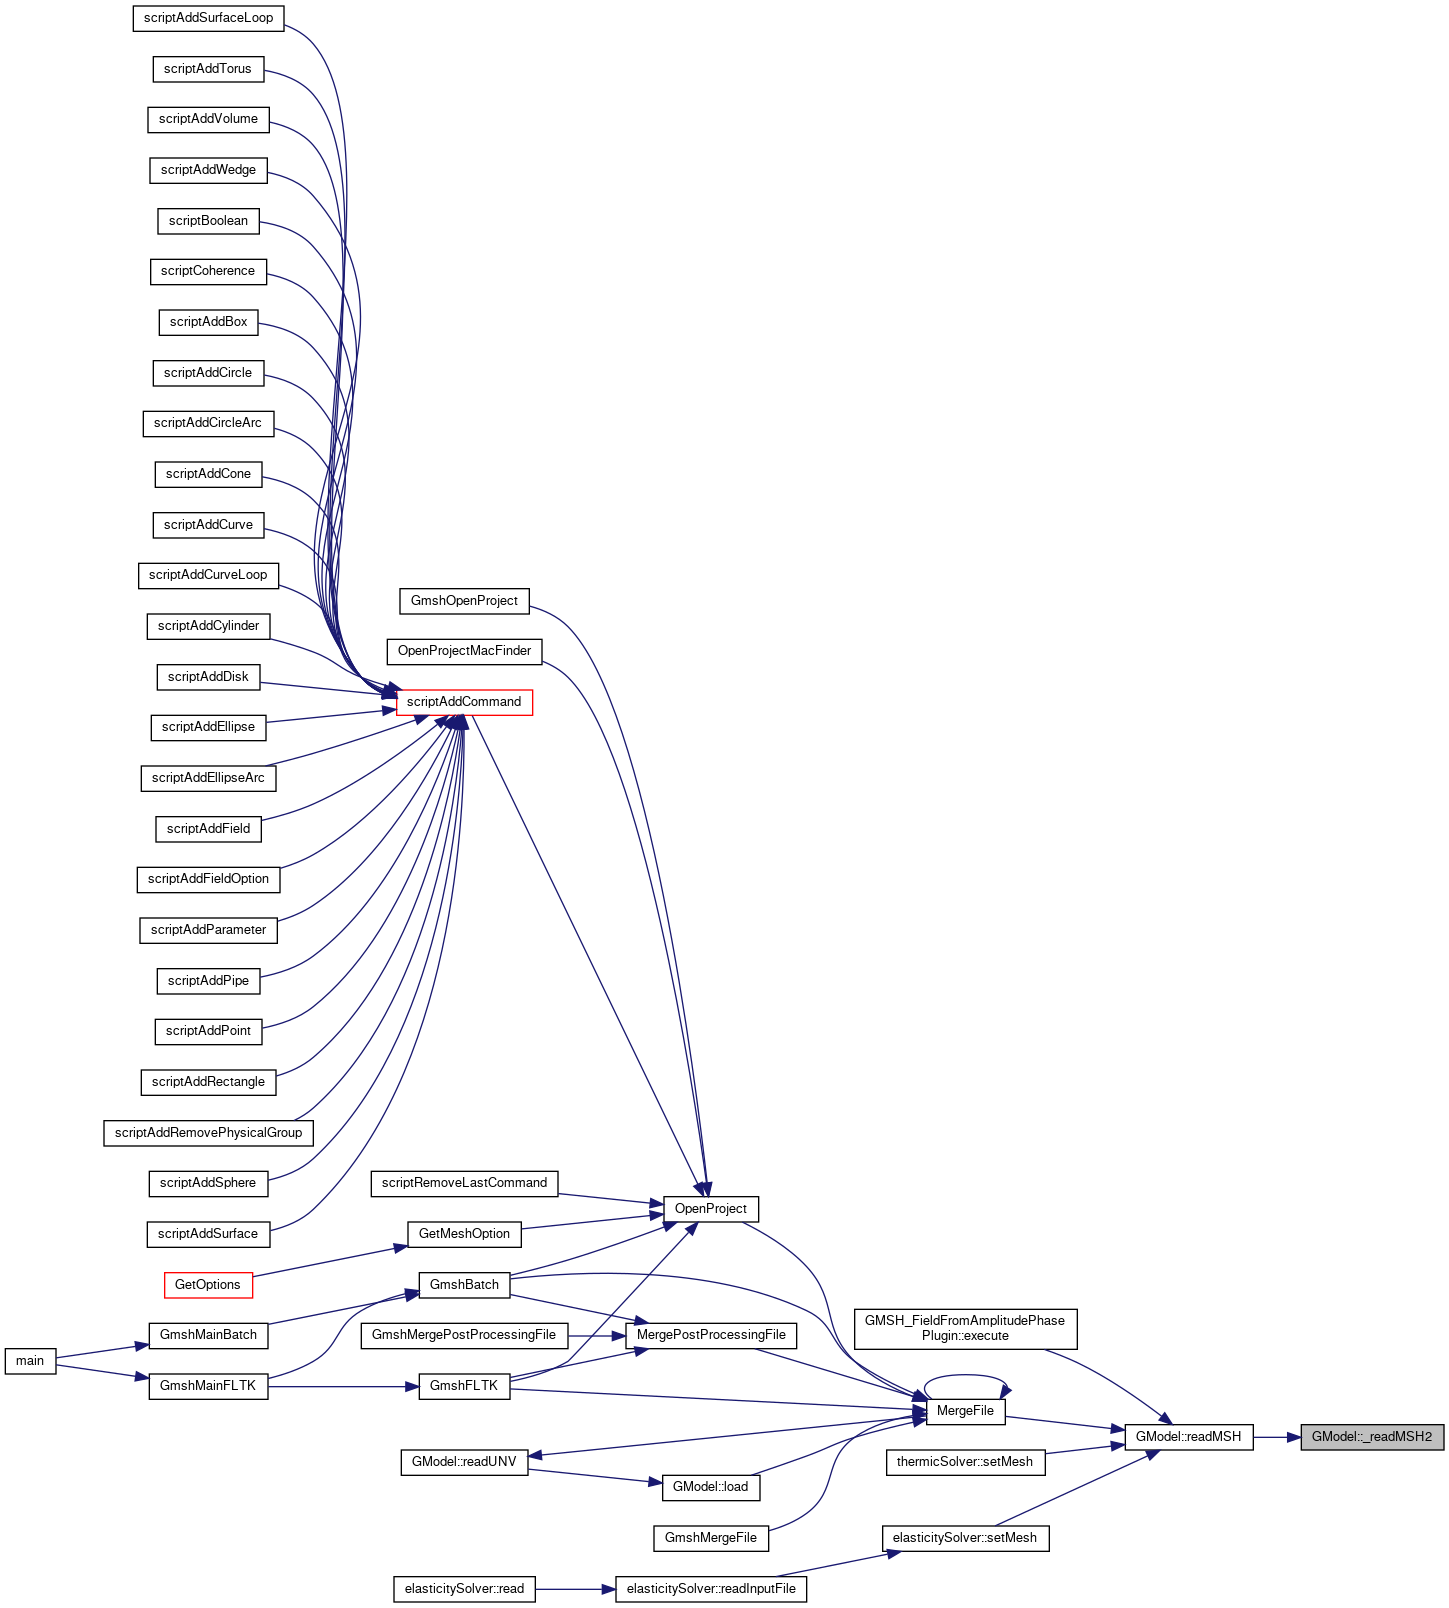 scriptAddSurfaceLoop
scriptAddTorus
scriptAddVolume
scriptAddWedge
scriptBoolean
scriptCoherence
scriptAddBox
scriptAddCircle
scriptAddCircleArc
scriptAddCone
scriptAddCurve
scriptAddCurveLoop
GmshOpenProject
scriptAddCylinder
OpenProjectMacFinder
scriptAddDisk
scriptAddCommand
scriptAddEllipse
scriptAddEllipseArc
scriptAddField
scriptAddFieldOption
scriptAddParameter
scriptAddPipe
scriptAddPoint
scriptAddRectangle
scriptAddRemovePhysicalGroup
scriptAddSphere
scriptRemoveLastCommand
OpenProject
scriptAddSurface
GetMeshOption
GetOptions
GmshBatch
GMSH_FieldFromAmplitudePhase
Plugin::execute
GmshMainBatch
GmshMergePostProcessingFile
MergePostProcessingFile
main
GmshMainFLTK
GmshFLTK
MergeFile
GModel::readMSH
GModel::_readMSH2
GModel::readUNV
thermicSolver::setMesh
GModel::load
GmshMergeFile
elasticitySolver::setMesh
elasticitySolver::read
elasticitySolver::readInputFile